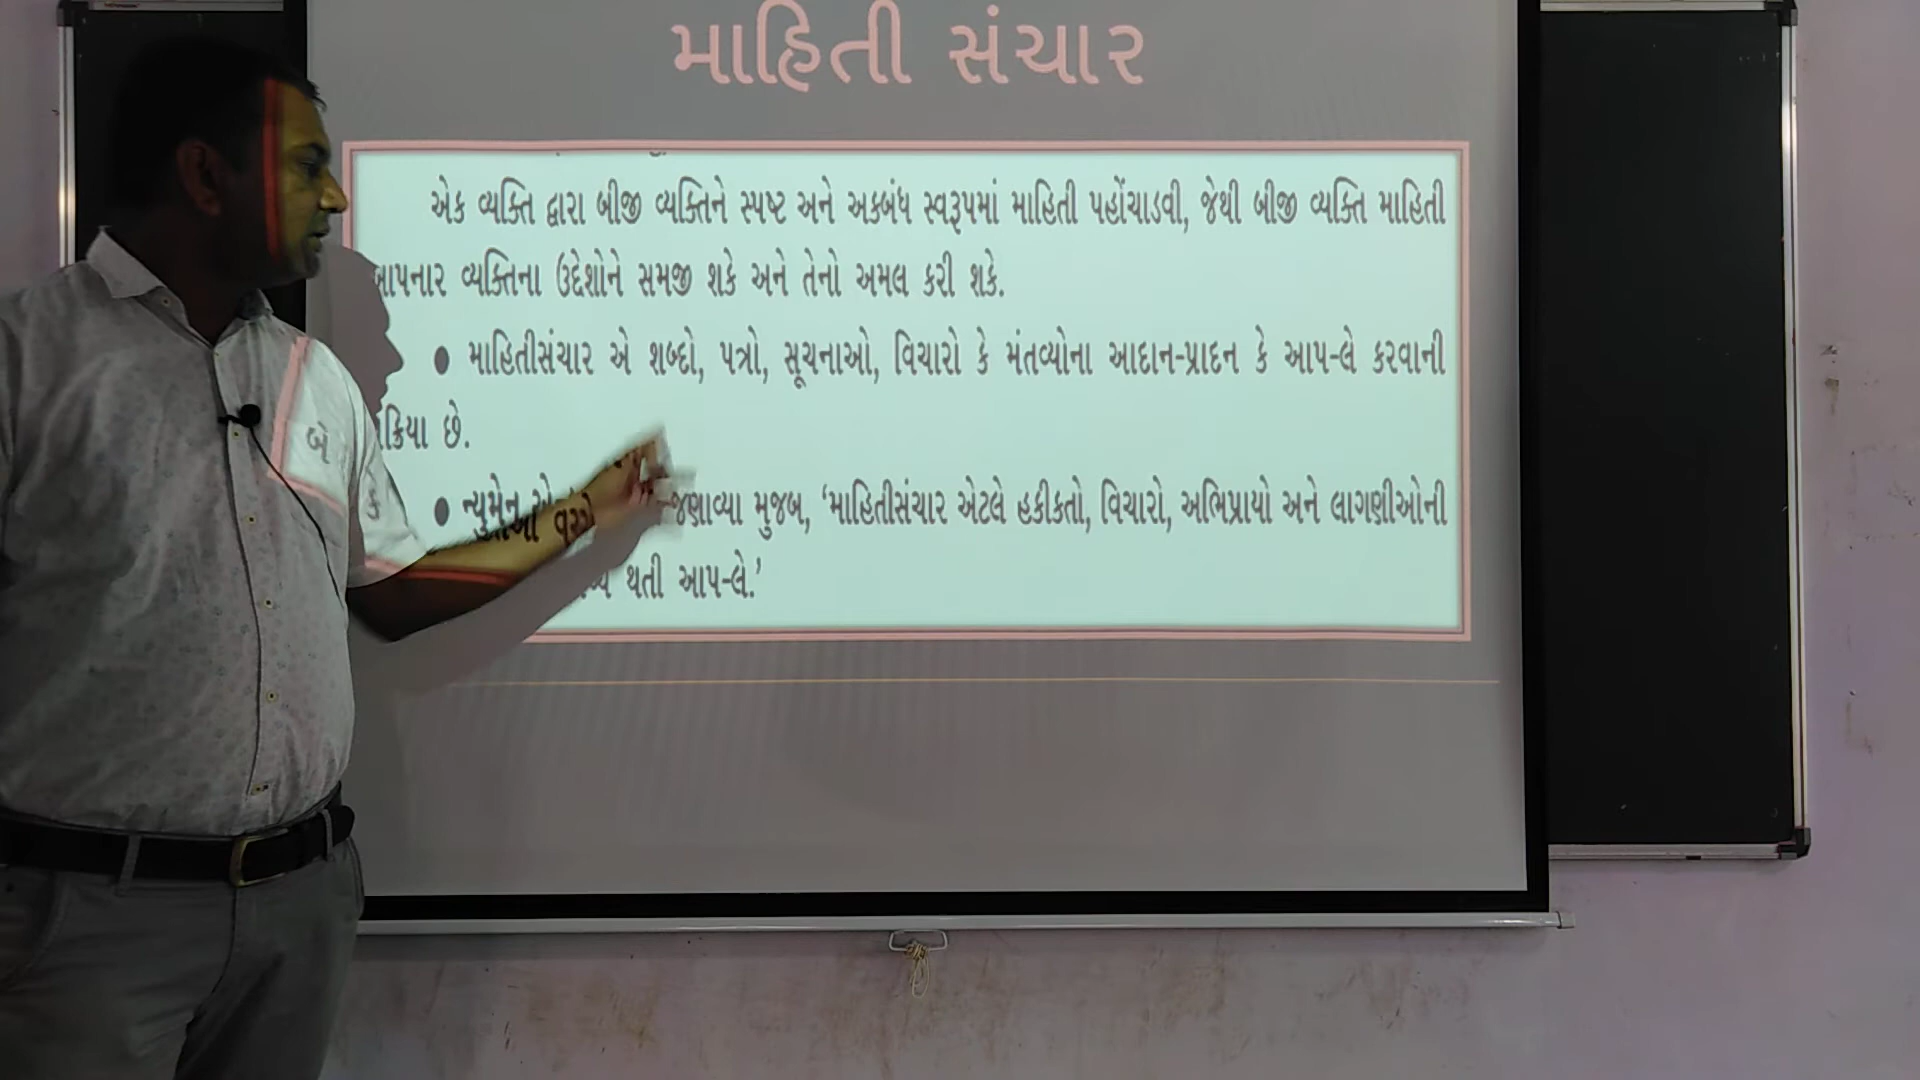 માહિતી સંચાર
એક વ્યક્તિ દ્વારા બીજી વ્યક્તિને સ્પષ્ટ અને અકબંધ સ્વરૂપમાં માહિતી પહોંચાડવી, જેથી બીજી વ્યક્તિ માહિતી
આપનાર વ્યક્તિના ઉદ્દેશોને સમજી શકે અને તેનો અમલ કરી શકે.
● માહિતીસંચાર એ શબ્દો, પત્રો, સૂચનાઓ, વિચારો કે મંતવ્યોના આદાન-પ્રાદન કે આપ-લે કરવાની
છે.
● ન્યુમેન જણાવ્યા મુજબ, ‘માહિતીસંચાર એટલે હકીકતો, વિચારો, અભિપ્રાયો અને લાગણીઓની
થતી આપ-લે.’